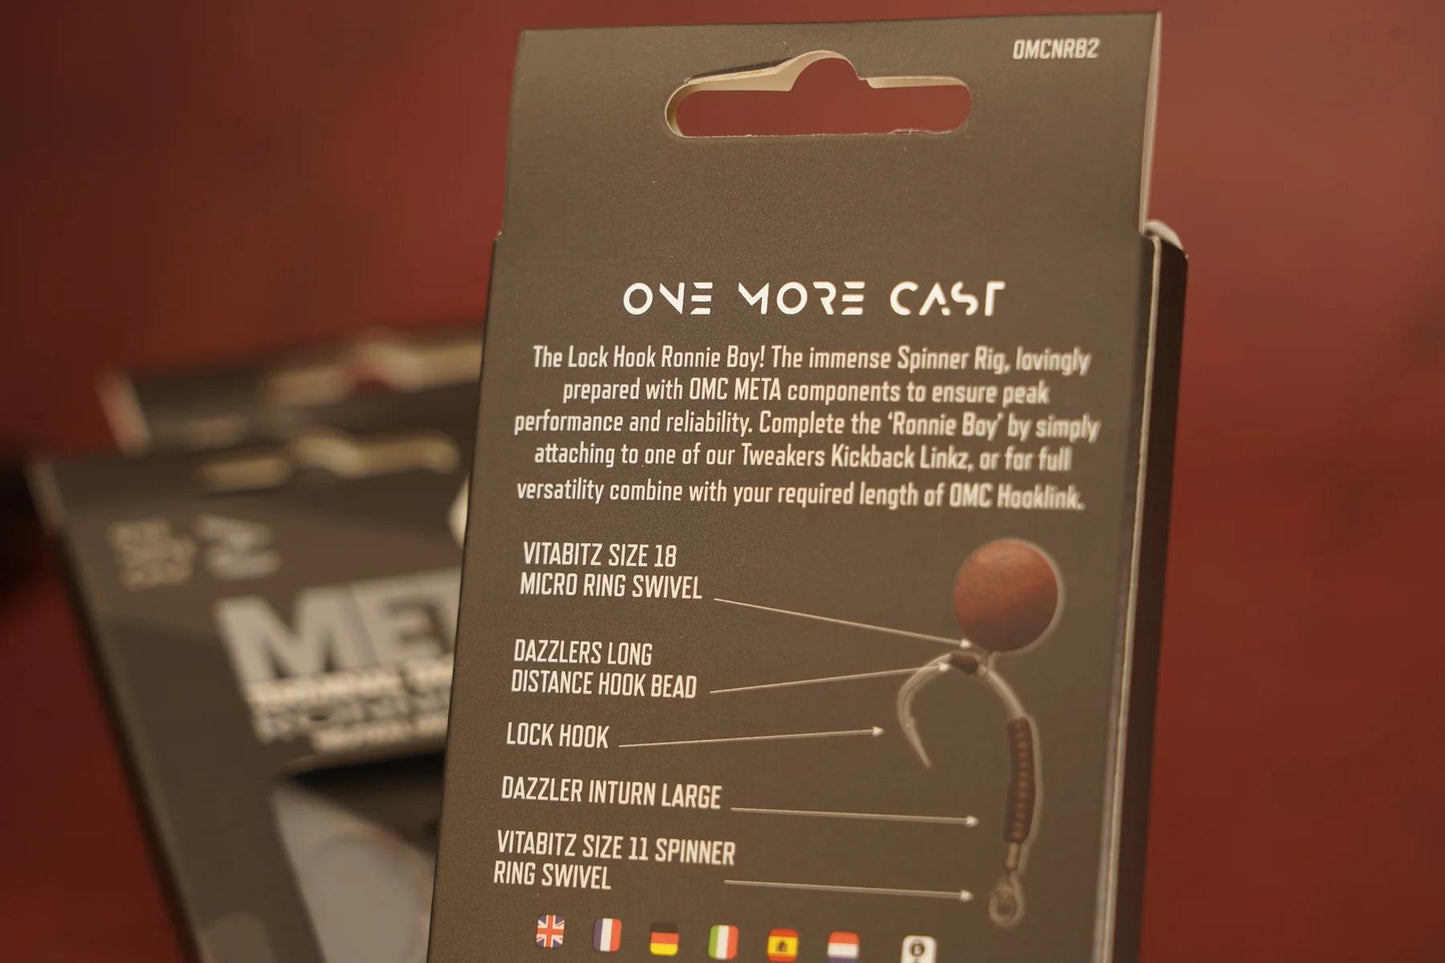 OMCNRB2
ONE MORE CAST
The Lock Hook Ronnie Boy! The immense Spinner Rig, lovingly
prepared with OMC META components to ensure peak
performance and reliability. Complete the ‘Ronnie Boy’ by simply
attaching to one of our Tweakers Kickback Linkz, or for full
versatility combine with your required length of OMC Hooklink.
VITABITZ SIZE 18
MICRO RING SWIVEL
DAZZLERS LONG
DISTANCE HOOK BEAD
LOCK HOOK
DAZZLER INTURN LARGE
VITABITZ SIZE 11 SPINNER
RING SWIVEL
MET